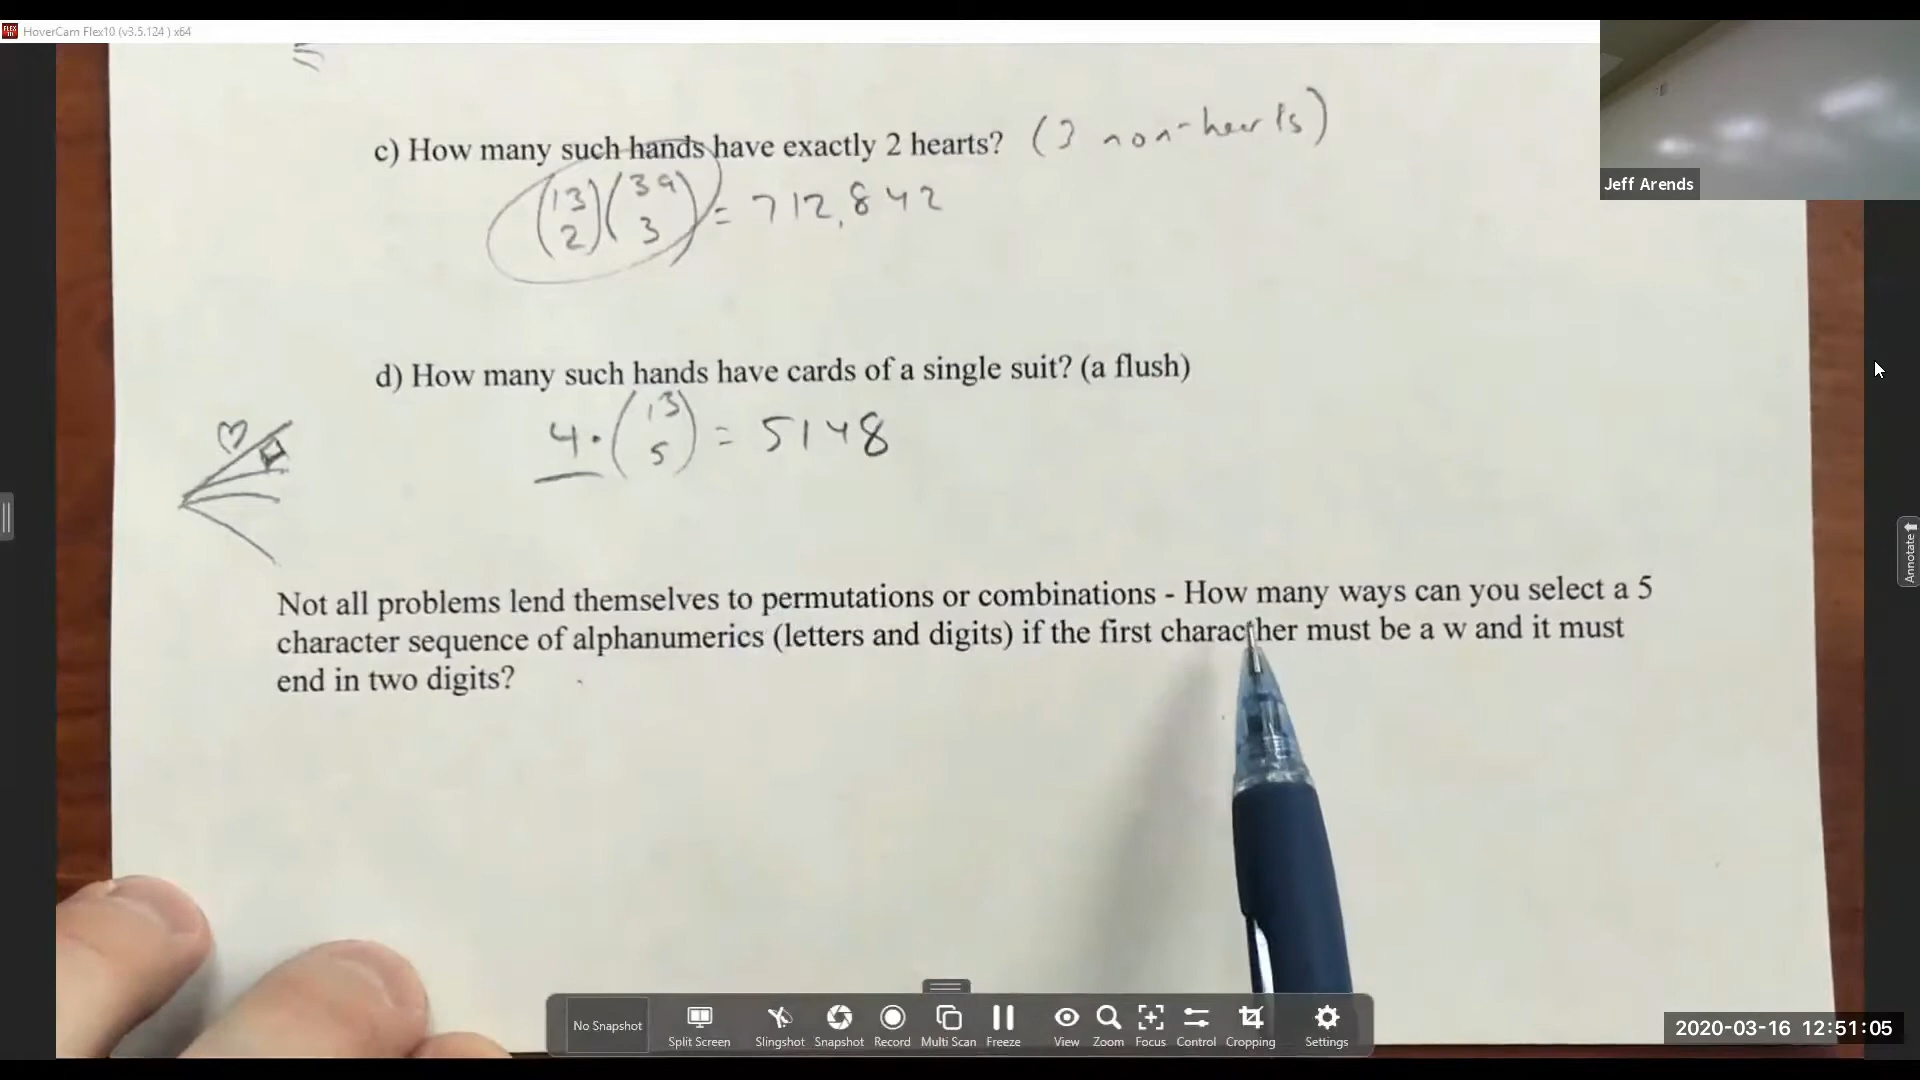 HoverCam Flex10 (v3.5.124 ) x64
c) How many such hands have exactly 2 hearts? (3 non-hearts)
(13 2)(39 3) = 712,842
Jeff Arends
d) How many such hands have cards of a single suit? (a flush)
4 · (13 5) = 5148
Not all problems lend themselves to permutations or combinations - How many ways can you select a 5
character sequence of alphanumerics (letters and digits) if the first characther must be a w and it must
end in two digits?
Annotate
No Snapshot
Split Screen
Slingshot
Snapshot
Record
Multi Scan
Freeze
View
Zoom
Focus
Control
Cropping
Settings
2020-03-16 12:51:05